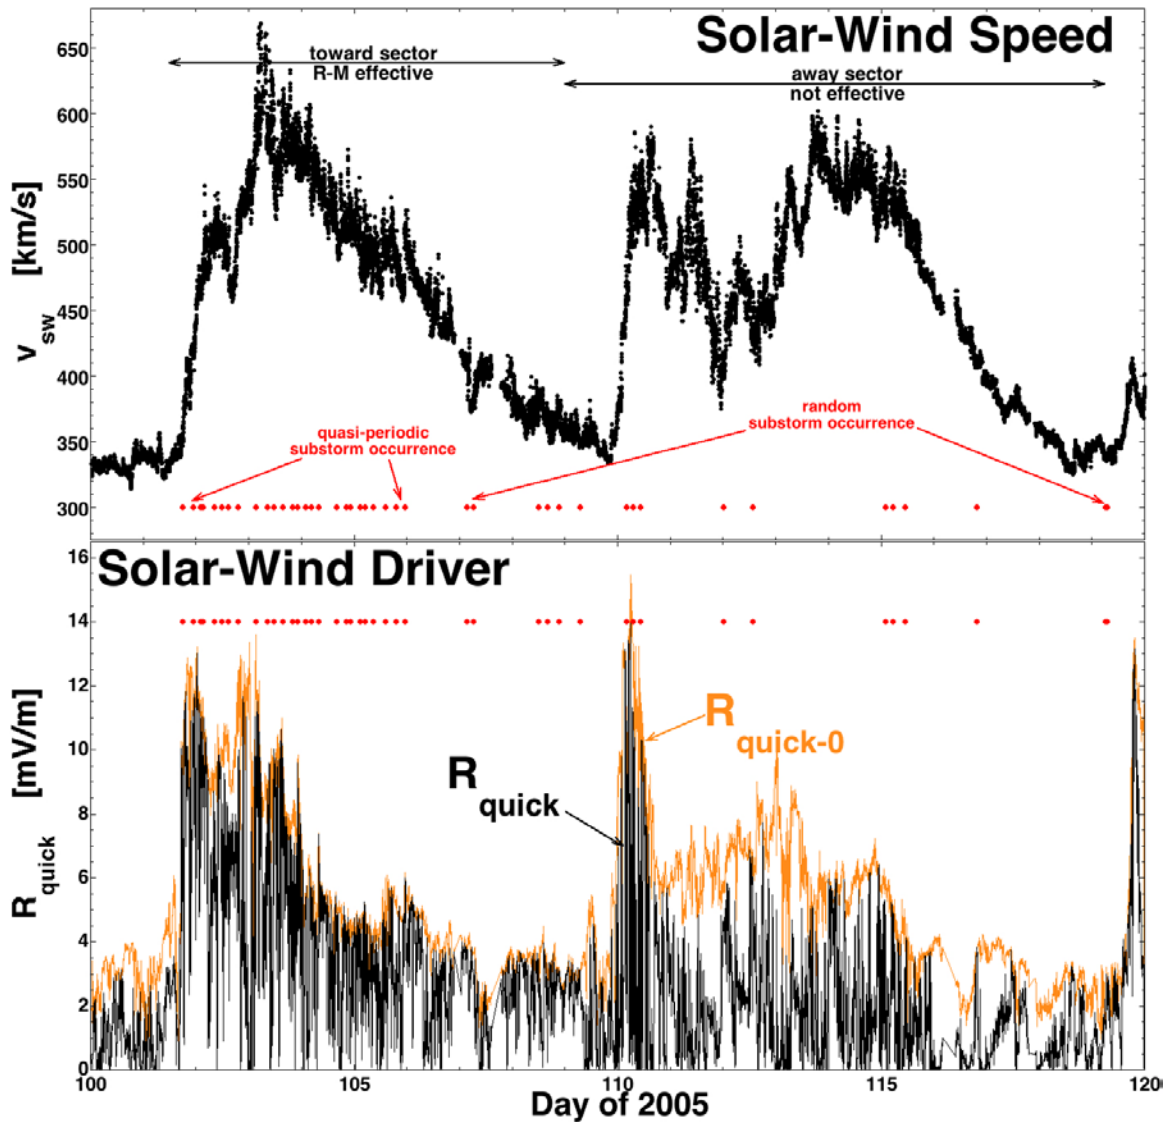 Solar-Wind Speed
toward sector
R-M effective
away sector
not effective
650
600
550
500
450
400
350
300
v sw [km/s]
quasi-periodic
substorm occurrence
random
substorm occurrence
Solar-Wind Driver
16
14
12
10
8
6
4
2
0
R quick [mV/m]
R quick-0
R quick
100
105
110
115
120
Day of 2005